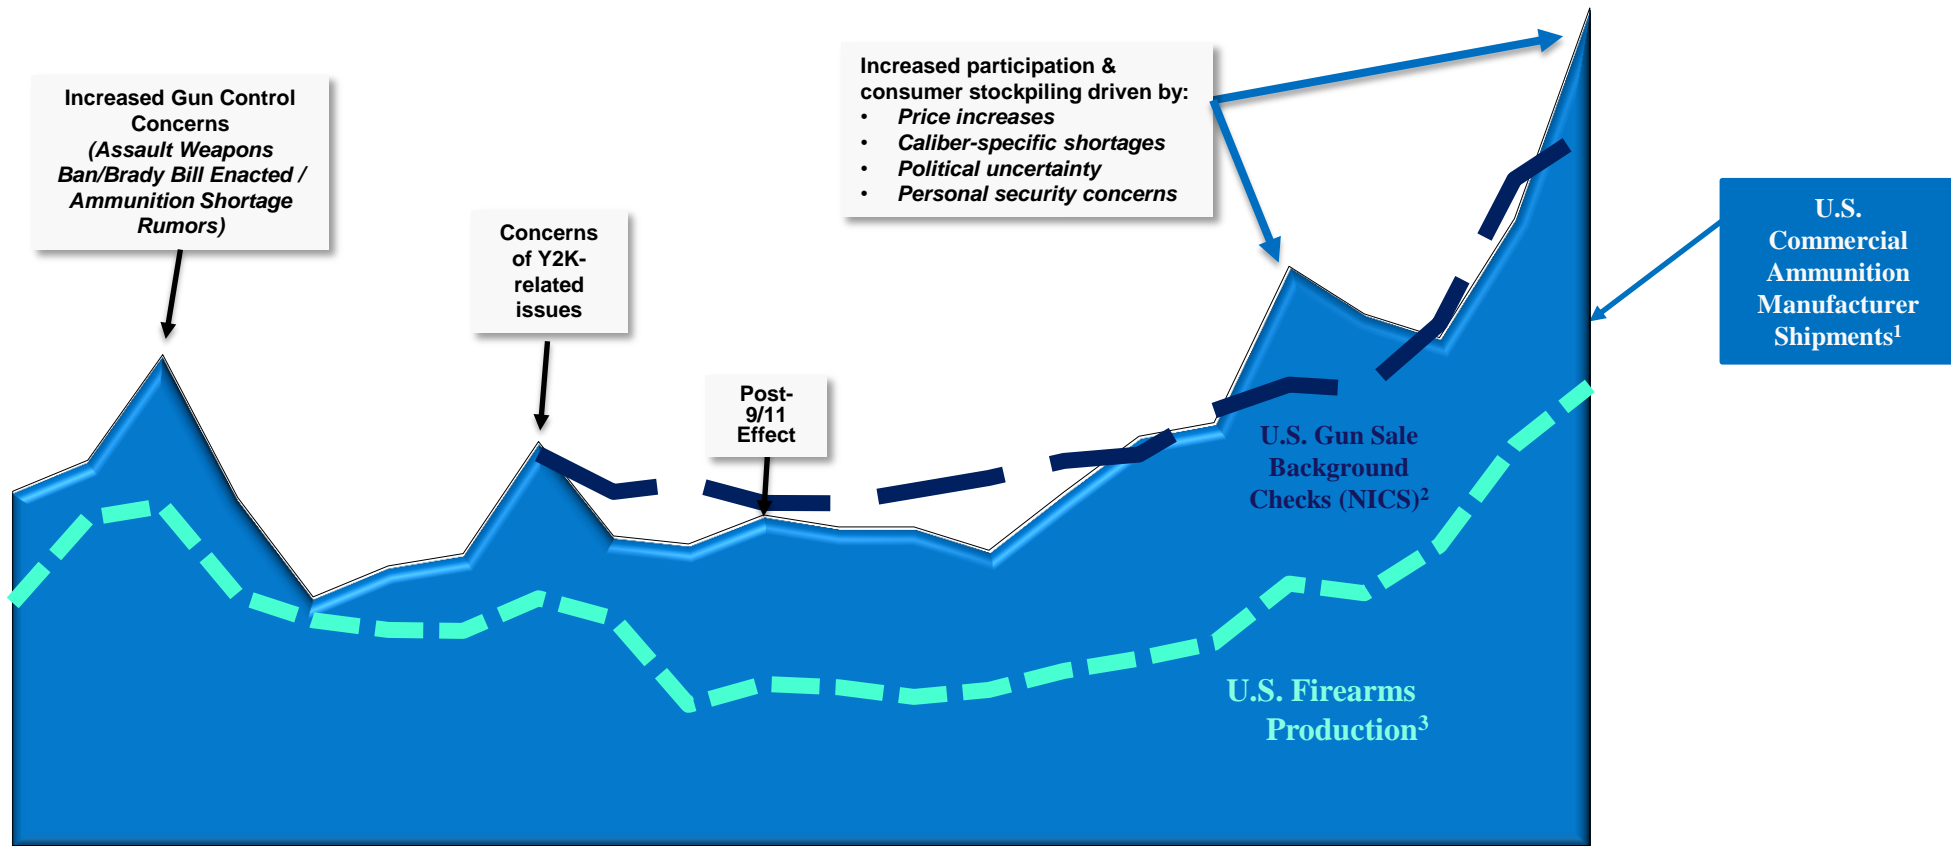 Increased Gun Control
Concerns
(Assault Weapons
Ban/Brady Bill Enacted /
Ammunition Shortage
Rumors)
Concerns
of Y2K-
related
issues
Post-
9/11
Effect
Increased participation &
consumer stockpiling driven by:
• Price increases
• Caliber-specific shortages
• Political uncertainty
• Personal security concerns
U.S.
Commercial
Ammunition
Manufacturer
Shipments¹
U.S. Gun Sale
Background
Checks (NICS)²
U.S. Firearms
Production³